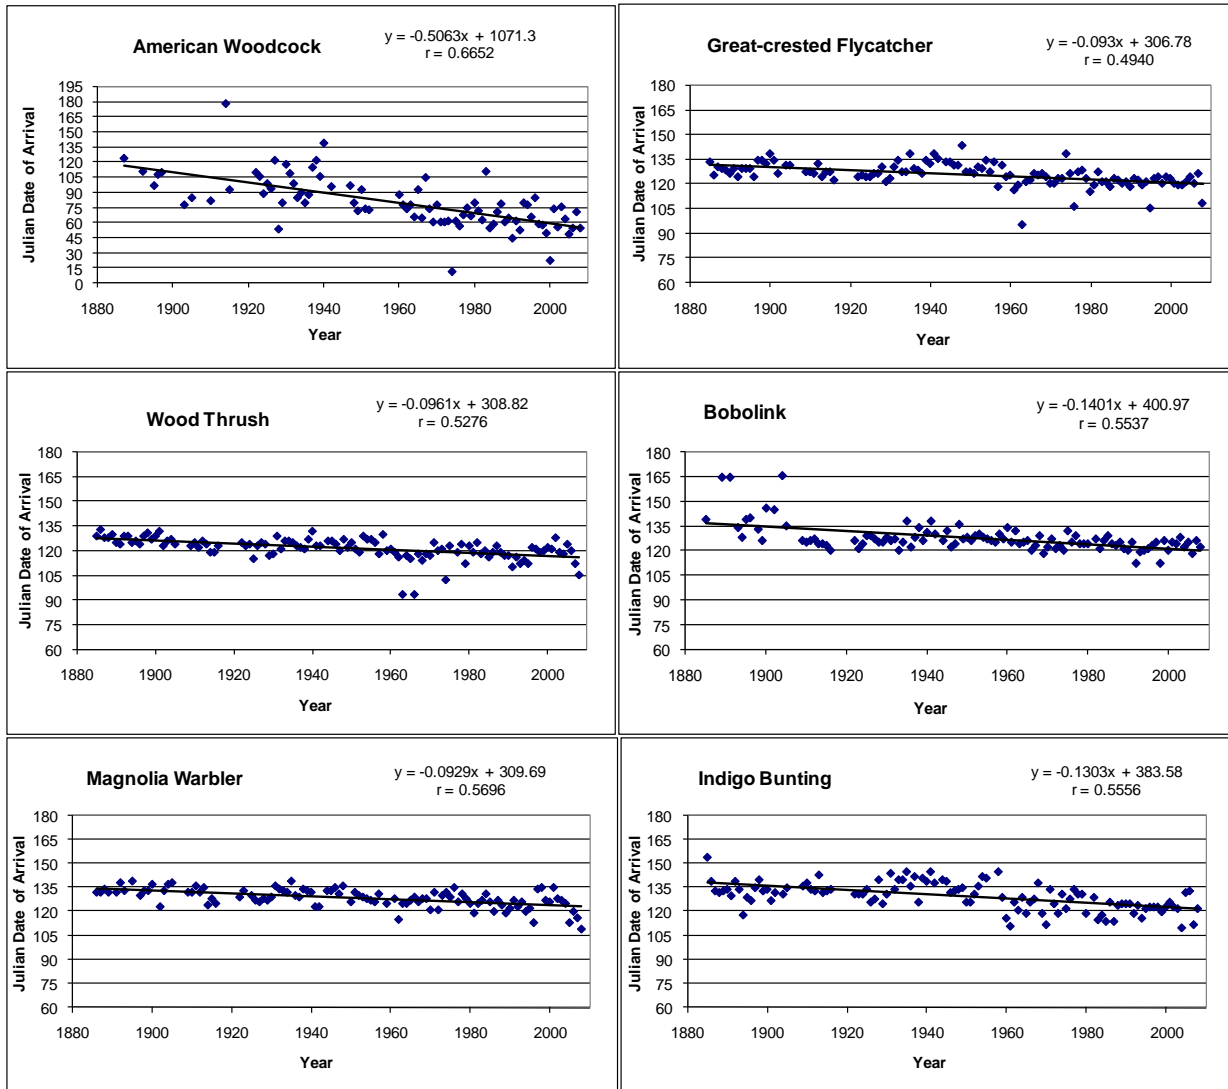 American Woodcock
y = -0.5063x + 1071.3
r = 0.6652
Julian Date of Arrival
195
180
165
150
135
120
105
90
75
60
45
30
15
0
1880 1900 1920 1940 1960 1980 2000
Year
Great-crested Flycatcher
y = -0.093x + 306.78
r = 0.4940
Julian Date of Arrival
180
165
150
135
120
105
90
75
60
1880 1900 1920 1940 1960 1980 2000
Year
Wood Thrush
y = -0.0961x + 308.82
r = 0.5276
Julian Date of Arrival
180
165
150
135
120
105
90
75
60
1880 1900 1920 1940 1960 1980 2000
Year
Bobolink
y = -0.1401x + 400.97
r = 0.5537
Julian Date of Arrival
180
165
150
135
120
105
90
75
60
1880 1900 1920 1940 1960 1980 2000
Year
Magnolia Warbler
y = -0.0929x + 309.69
r = 0.5696
Julian Date of Arrival
180
165
150
135
120
105
90
75
60
1880 1900 1920 1940 1960 1980 2000
Year
Indigo Bunting
y = -0.1303x + 383.58
r = 0.5556
Julian Date of Arrival
180
165
150
135
120
105
90
75
60
1880 1900 1920 1940 1960 1980 2000
Year